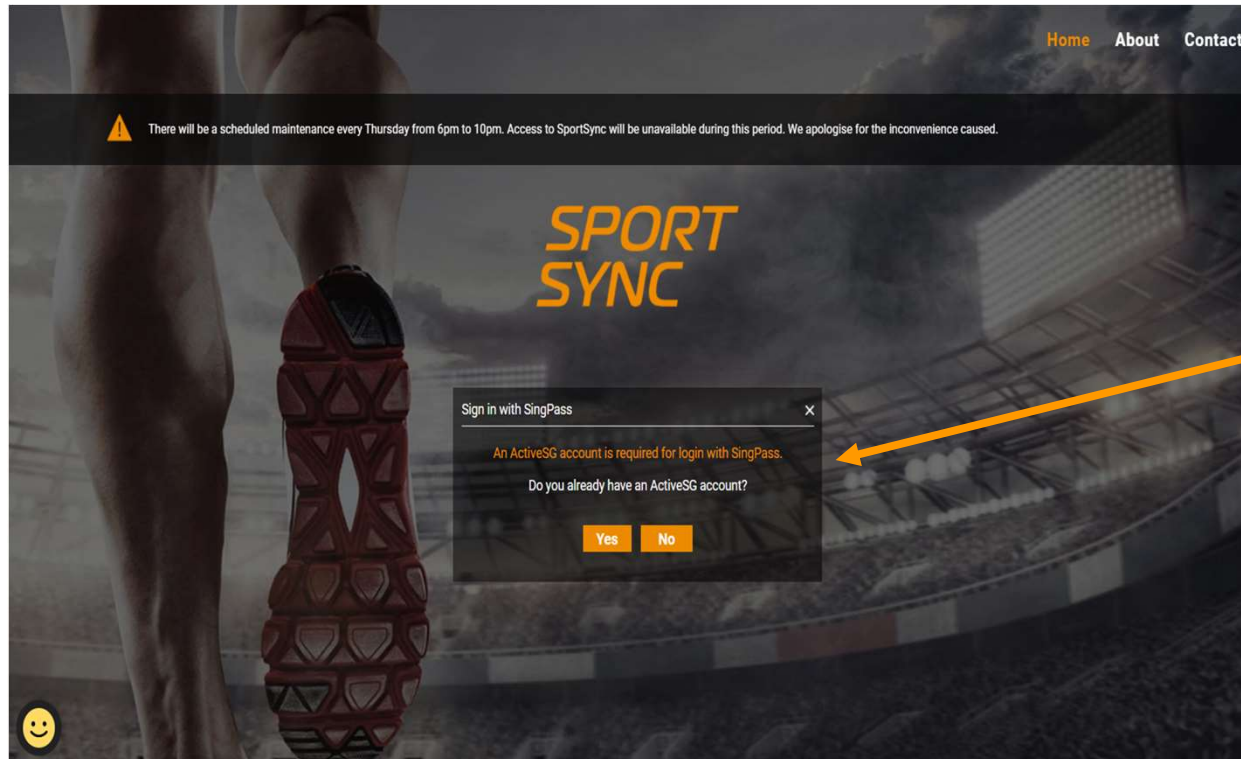 Home About Contact
There will be a scheduled maintenance every Thursday from 6pm to 10pm. Access to SportSync will be unavailable during this period. We apologise for the inconvenience caused.
SPORT
SYNC
Sign in with SingPass X
An ActiveSG account is required for login with SingPass.
Do you already have an ActiveSG account?
Yes No